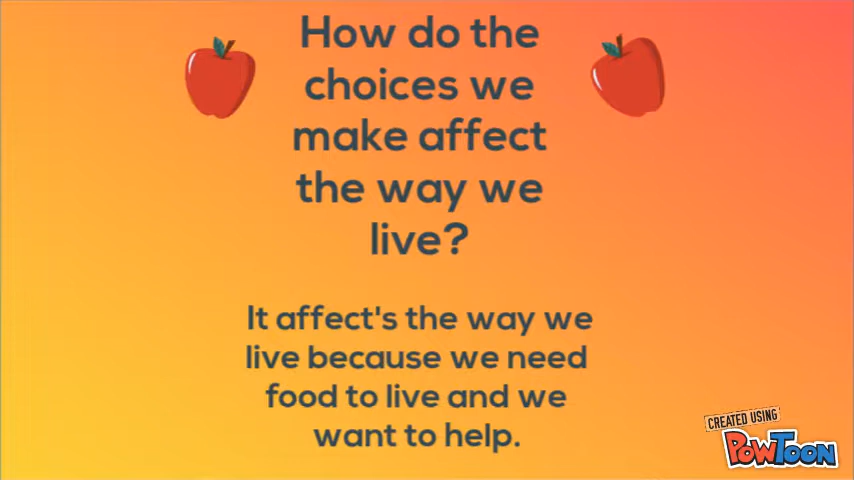 How do the
choices we
make affect
the way we
live?
It affect's the way we
live because we need
food to live and we
want to help.
CREATED USING
POWTOON